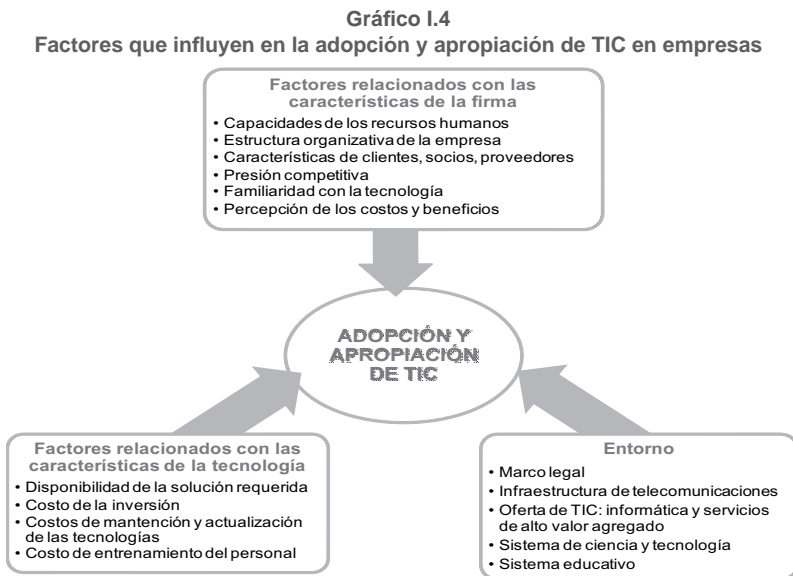 Gráfico I.4
Factores que influyen en la adopción y apropiación de TIC en empresas
Factores relacionados con las
características de la firma
• Capacidades de los recursos humanos
• Estructura organizativa de la empresa
• Características de clientes, socios, proveedores
• Presión competitiva
• Familiaridad con la tecnología
• Percepción de los costos y beneficios
ADOPCIÓN Y
APROPIACIÓN
DE TIC
Factores relacionados con las
características de la tecnología
• Disponibilidad de la solución requerida
• Costo de la inversión
• Costos de mantención y actualización
de las tecnologías
• Costo de entrenamiento del personal
Entorno
• Marco legal
• Infraestructura de telecomunicaciones
• Oferta de TIC: informática y servicios
de alto valor agregado
• Sistema de ciencia y tecnología
• Sistema educativo